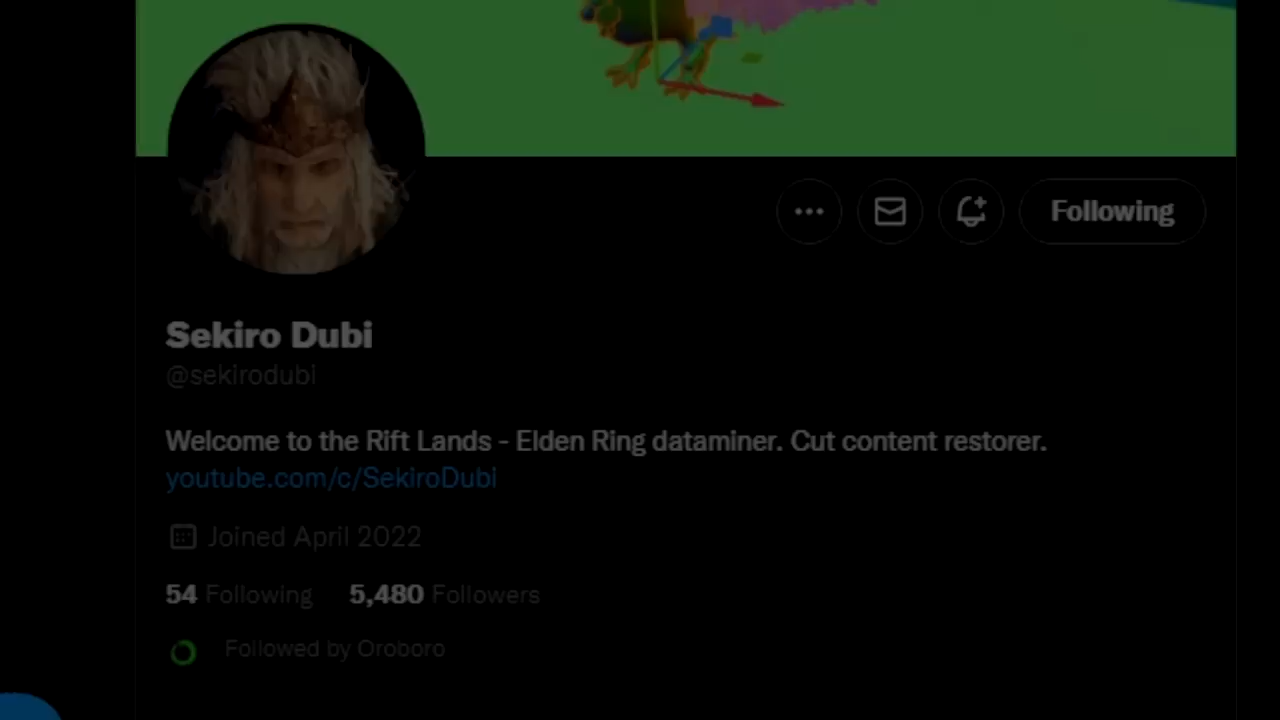 Following
Sekiro Dubi
@sekirodubi
Welcome to the Rift Lands - Elden Ring dataminer. Cut content restorer.
youtube.com/c/SekiroDubi
Joined April 2022
54 Following 5,480 Followers
Followed by Oroboro